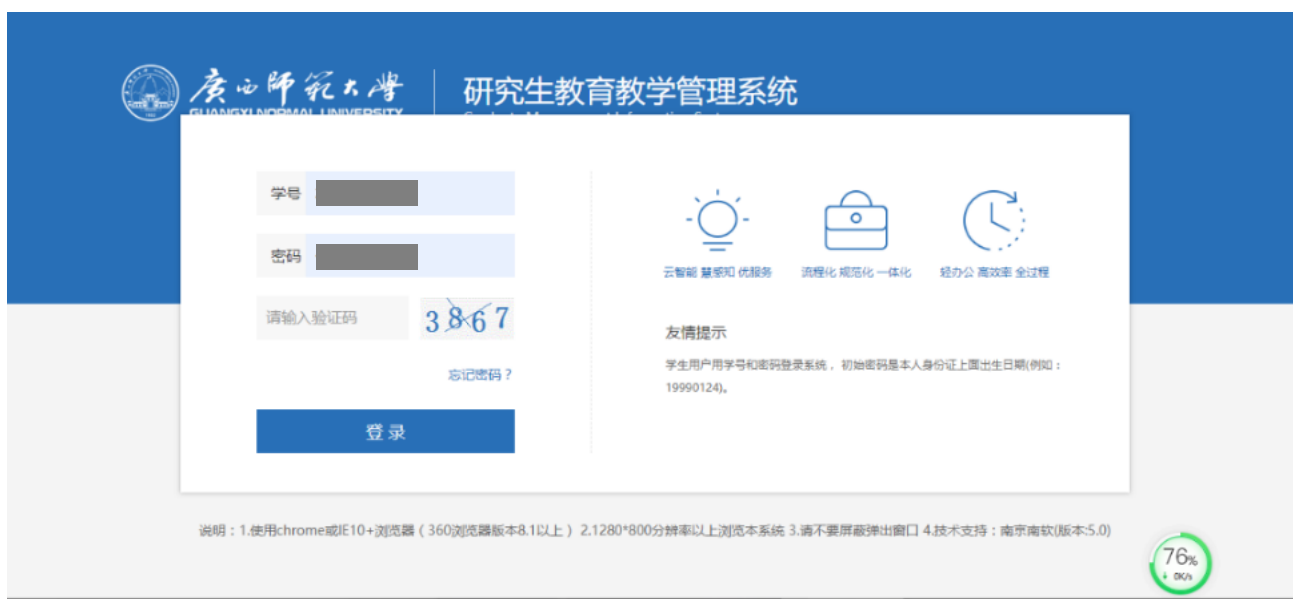 廣西師範大學
GUANGXI NORMAL UNIVERSITY
研究生教育教学管理系统
学号
密码
请输入验证码
3867
忘记密码？
登录
云智能 慧感知 优服务
流程化 规范化 一体化
轻办公 高效率 全过程
友情提示
学生用户用学号和密码登录系统，初始密码是本人身份证上面出生日期(例如：
19990124)。
说明：1.使用chrome或IE10+浏览器（360浏览器版本8.1以上） 2.1280*800分辨率以上浏览本系统 3.请不要屏蔽弹出窗口 4.技术支持：南京南软(版本:5.0)
76%
0K/s